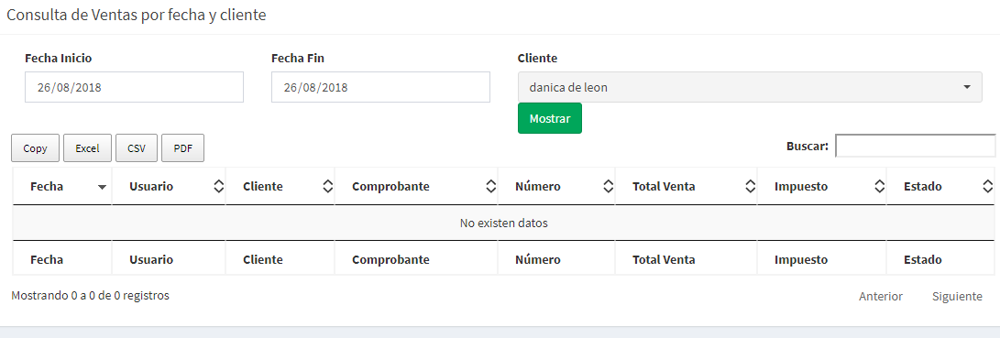 Consulta de Ventas por fecha y cliente
Fecha Inicio Fecha Fin Cliente
26/08/2018 26/08/2018 danica de leon
Mostrar
Copy Excel CSV PDF Buscar:
Fecha Usuario Cliente Comprobante Número Total Venta Impuesto Estado
No existen datos
Fecha Usuario Cliente Comprobante Número Total Venta Impuesto Estado
Mostrando 0 a 0 de 0 registros Anterior Siguiente